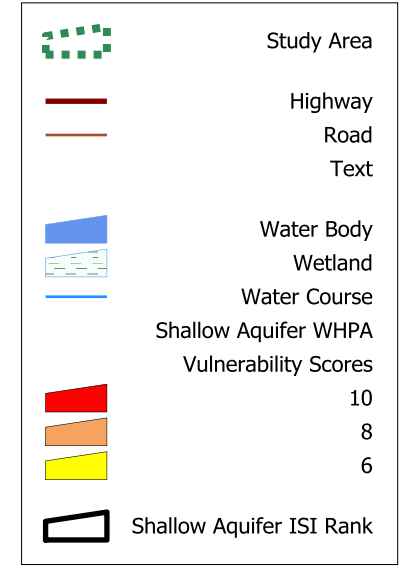 Study Area
Highway
Road
Text
Water Body
Wetland
Water Course
Shallow Aquifer WHPA
Vulnerability Scores
10
8
6
Shallow Aquifer ISI Rank